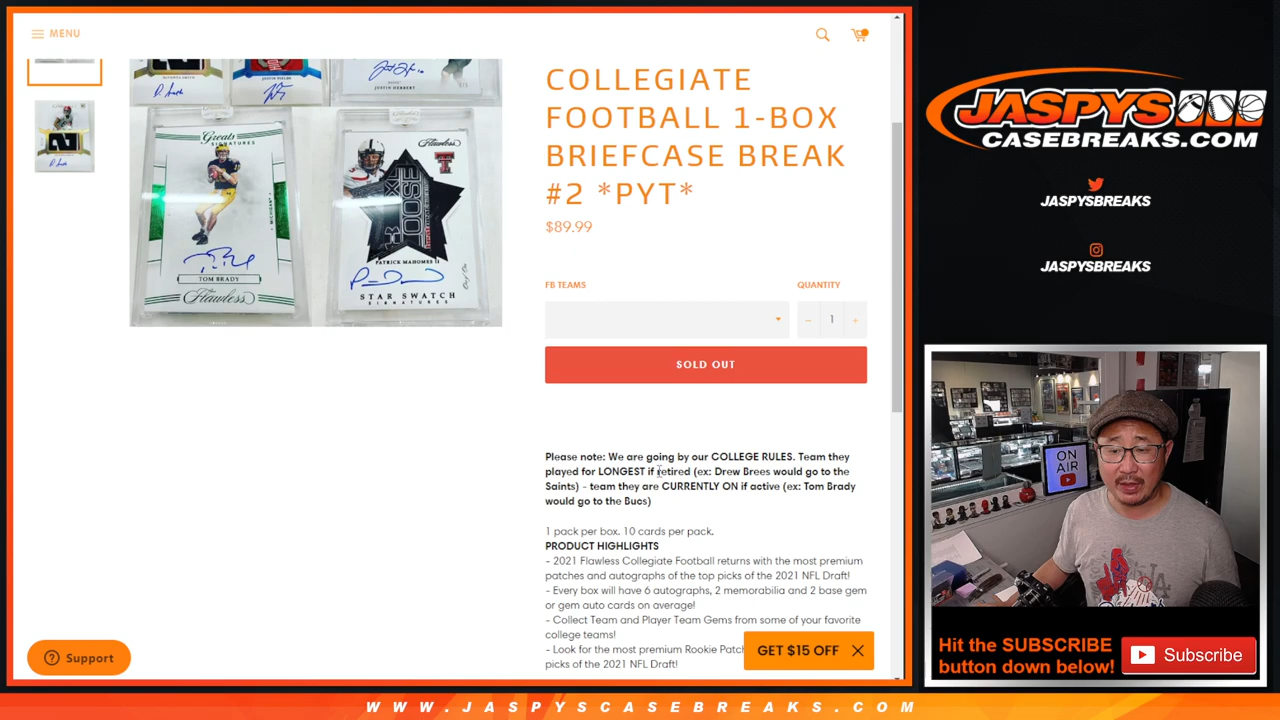 MENU
COLLEGIATE
FOOTBALL 1-BOX
BRIEFCASE BREAK
#2 *PYT*
$89.99
FB TEAMS
QUANTITY
1
SOLD OUT
Please note: We are going by our COLLEGE RULES. Team they
played for LONGEST if retired (ex: Drew Brees would go to the
Saints) - team they are CURRENTLY ON if active (ex: Tom Brady
would go to the Bucs)
1 pack per box. 10 cards per pack.
PRODUCT HIGHLIGHTS
- 2021 Flawless Collegiate Football returns with the most premium
patches and autographs of the top picks of the 2021 NFL Draft!
- Every box will have 6 autographs, 2 memorabilia and 2 base gem
or gem auto cards on average!
- Collect Team and Player Team Gems from some of your favorite
college teams!
- Look for the most premium Rookie Patch
picks of the 2021 NFL Draft!
GET $15 OFF
Support
JUSTIN FIELDS
JUSTIN HERBERT
Greats
SIGNATURES
MICHIGAN
TOM BRADY
Flawless
Flawless
PATRICK MAHOMES II
STAR SWATCH
SIGNATURES
JASPYS
CASEBREAKS.COM
JASPYSBREAKS
JASPYSBREAKS
ON
AIR
Hit the SUBSCRIBE
button down below!
Subscribe
WWW.JASPYSCASEBREAKS.COM